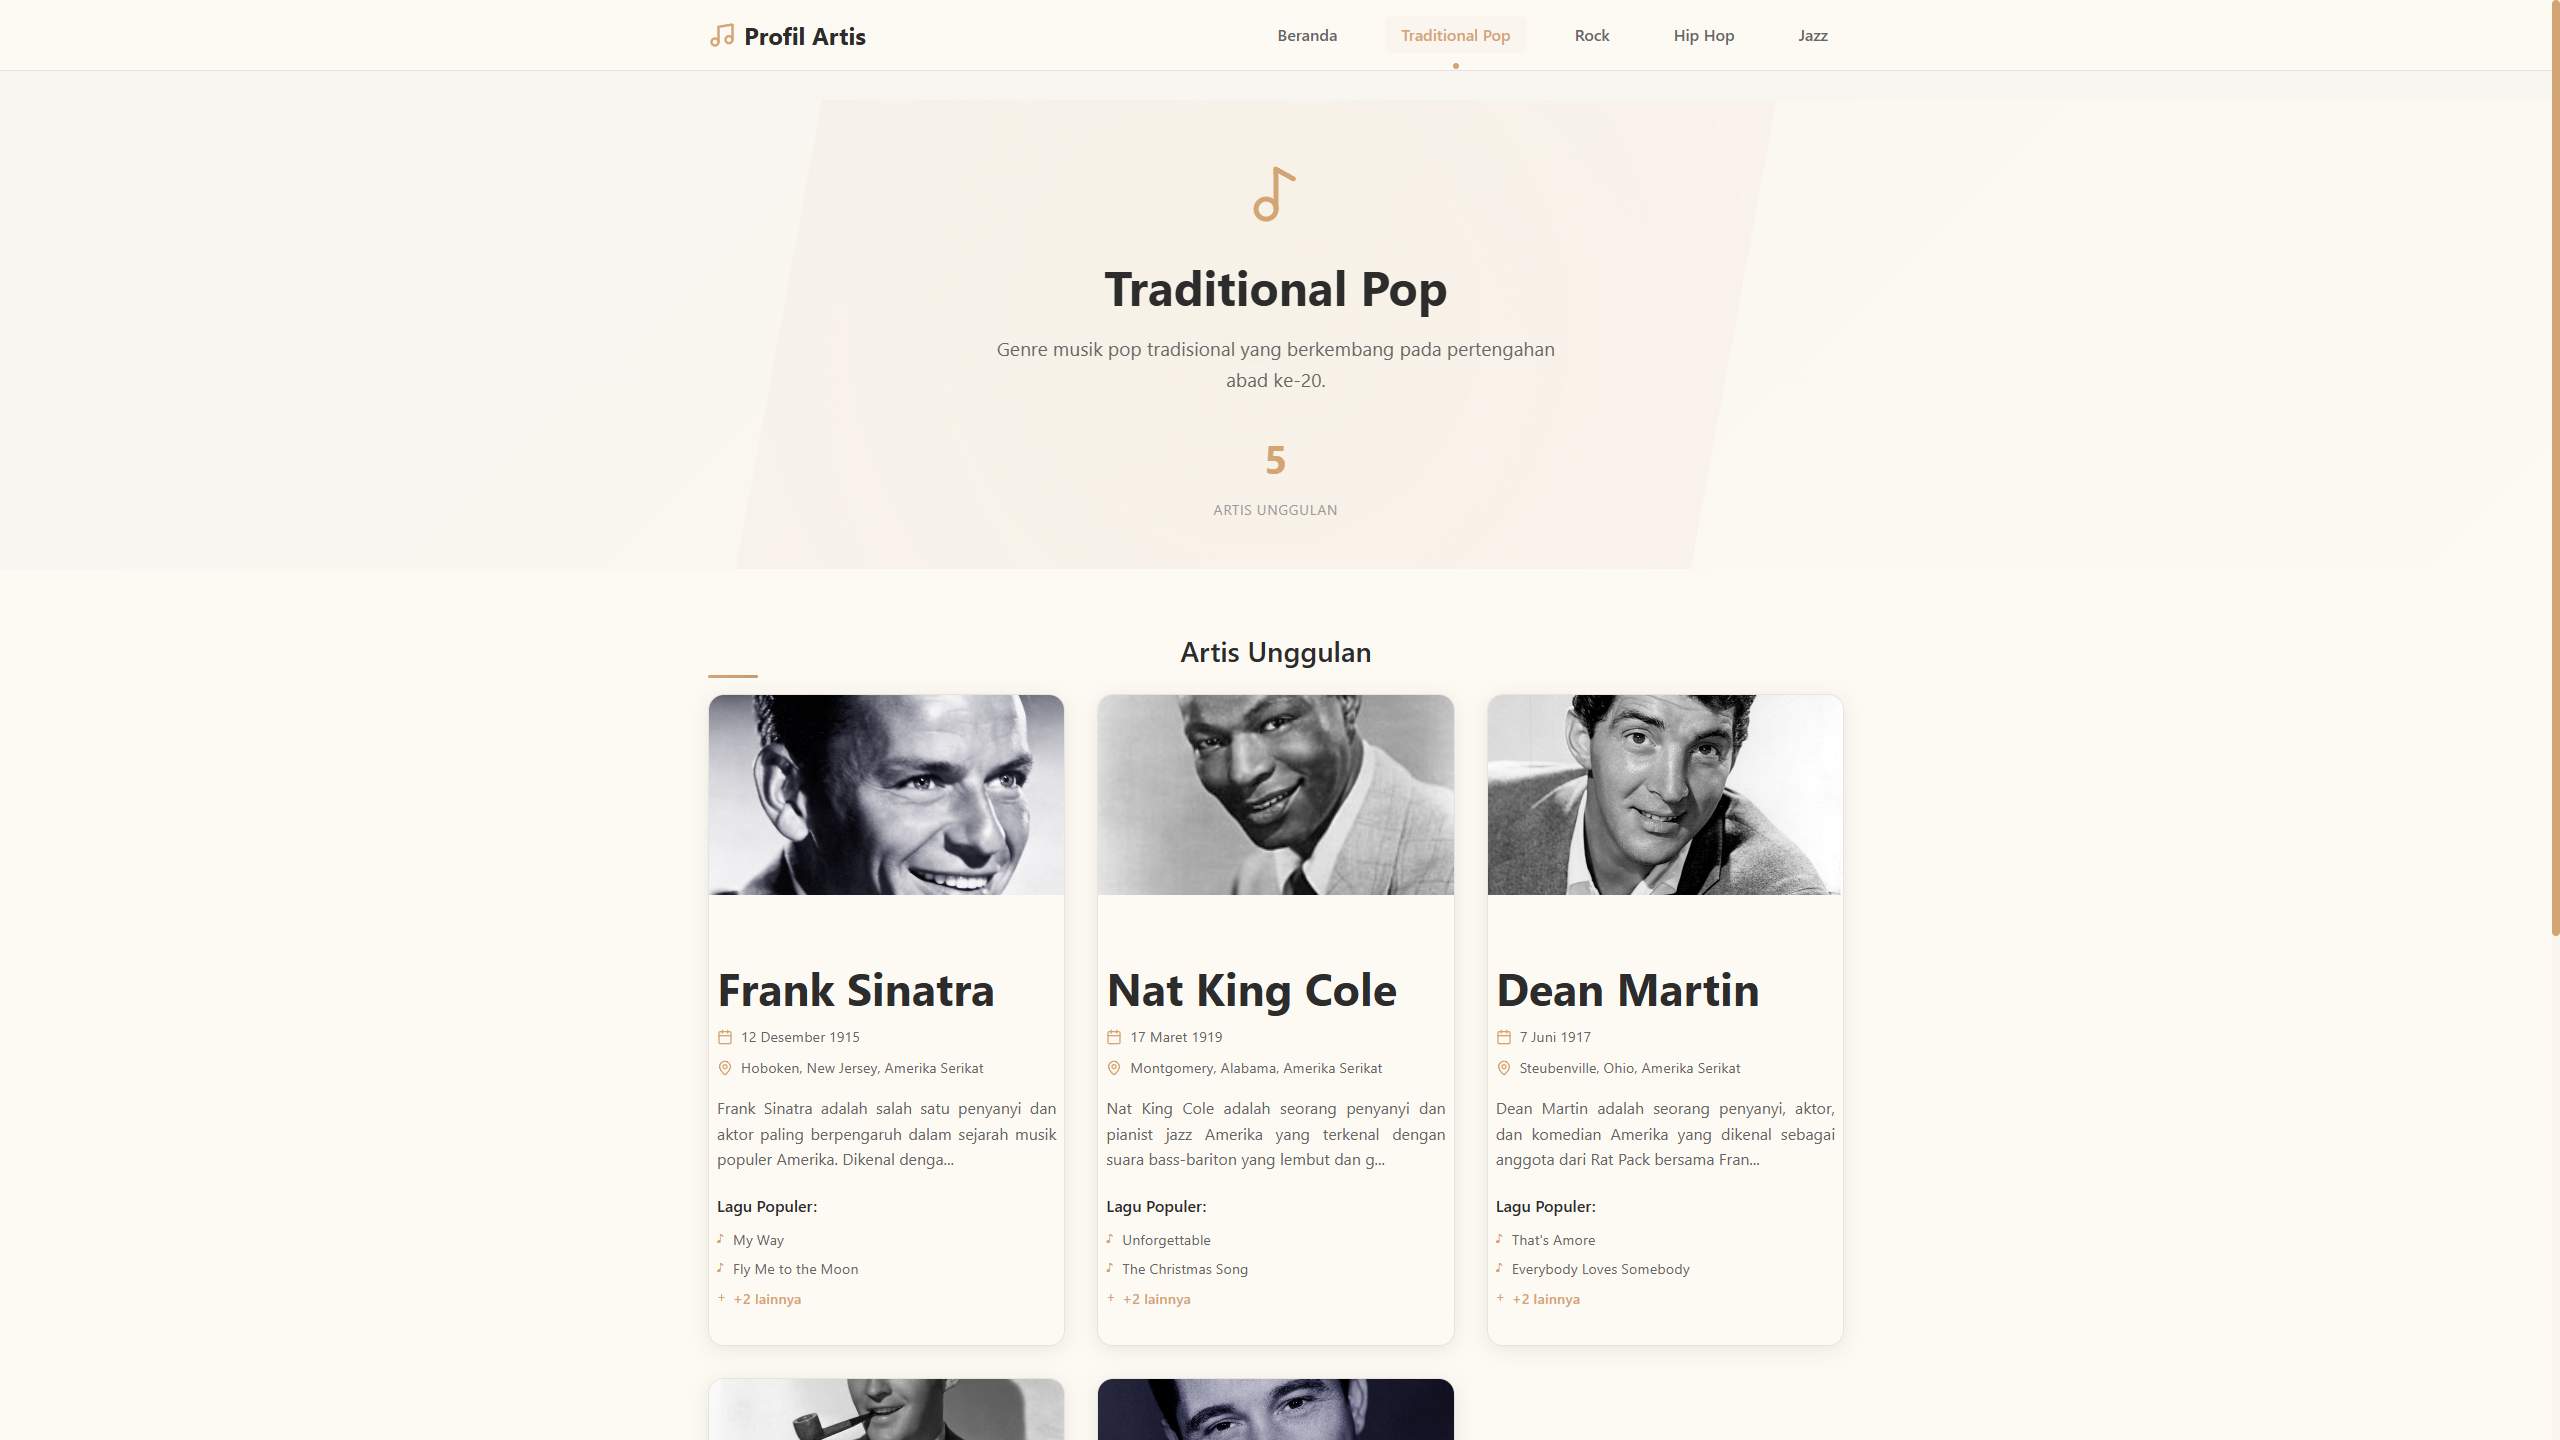 Profil Artis
Beranda
Traditional Pop
Rock
Hip Hop
Jazz
Traditional Pop
Genre musik pop tradisional yang berkembang pada pertengahan
abad ke-20.
5
ARTIS UNGGULAN
Artis Unggulan
Frank Sinatra
12 Desember 1915
Hoboken, New Jersey, Amerika Serikat
Frank Sinatra adalah salah satu penyanyi dan
aktor paling berpengaruh dalam sejarah musik
populer Amerika. Dikenal denga...
Lagu Populer:
My Way
Fly Me to the Moon
+ +2 lainnya
Nat King Cole
17 Maret 1919
Montgomery, Alabama, Amerika Serikat
Nat King Cole adalah seorang penyanyi dan
pianist jazz Amerika yang terkenal dengan
suara bass-bariton yang lembut dan g...
Lagu Populer:
Unforgettable
The Christmas Song
+ +2 lainnya
Dean Martin
7 Juni 1917
Steubenville, Ohio, Amerika Serikat
Dean Martin adalah seorang penyanyi, aktor,
dan komedian Amerika yang dikenal sebagai
anggota dari Rat Pack bersama Fran...
Lagu Populer:
That's Amore
Everybody Loves Somebody
+ +2 lainnya